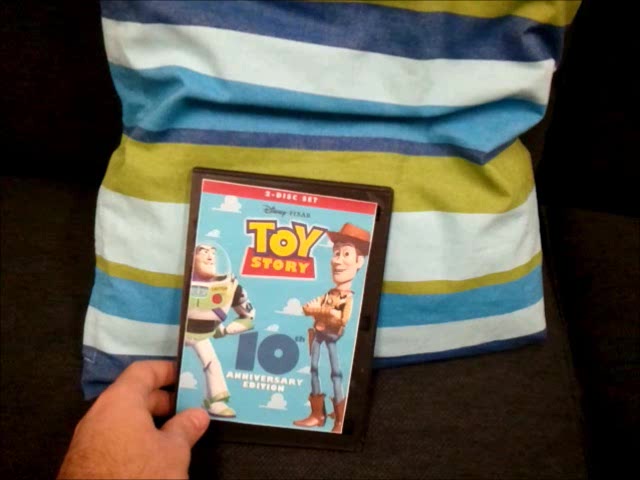 2-DISC SET
Disney PIXAR
TOY
STORY
10th
ANNIVERSARY
EDITION